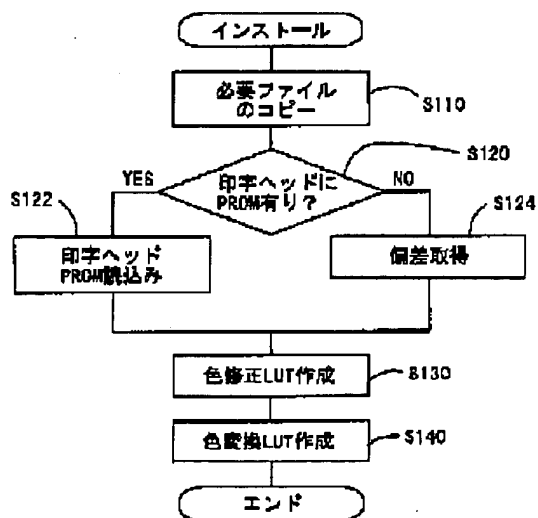 インストール
必要ファイル
のコピー
S110
S120
YES
印字ヘッドに
PROM有り?
NO
S122
S124
印字ヘッド
PROM読込み
偏差取得
色修正LUT作成
S130
色変換LUT作成
S140
エンド